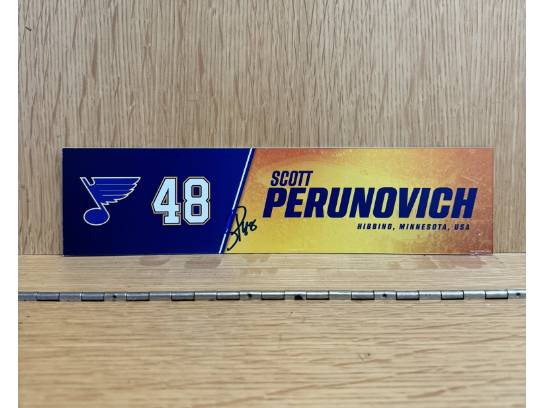 48
SCOTT
PERUNOVICH
HIBBING, MINNESOTA, USA